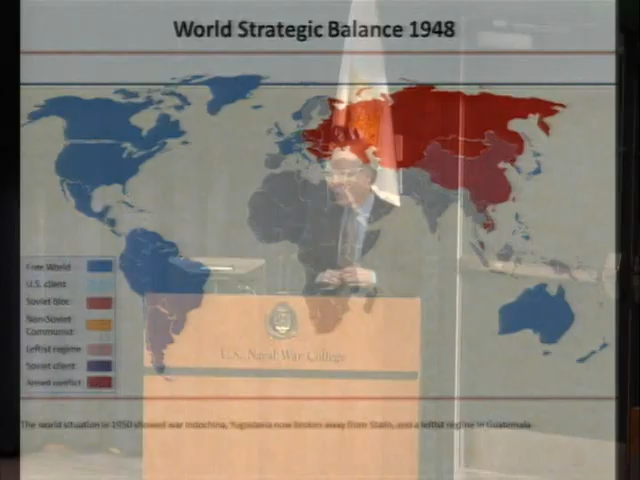 World Strategic Balance 1948
Free World
U.S. client
Soviet bloc
Non-Soviet
Communist
Leftist regime
Soviet client
Armed conflict
U.S. Naval War College
The world situation in 1950 showed war Indochina, Yugoslavia now broken away from Stalin, and a leftist regime in Guatemala